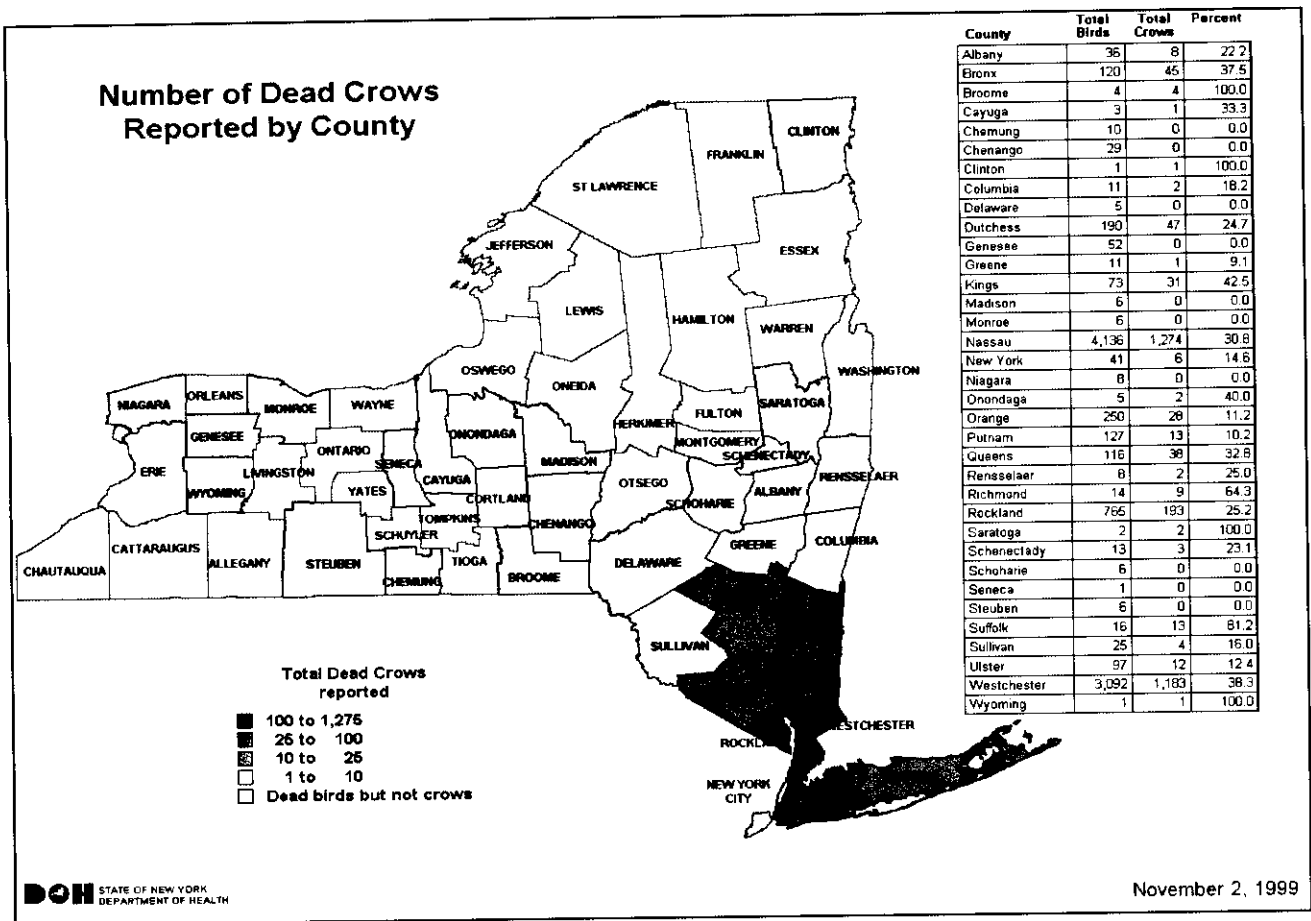 Number of Dead Crows
Reported by County
County Total Birds Total Crows Percent
Albany 36 8 22.2
Bronx 120 45 37.5
Broome 4 4 100.0
Cayuga 3 1 33.3
Chemung 10 0 0.0
Chenango 29 0 0.0
Clinton 1 1 100.0
Columbia 11 2 18.2
Delaware 5 0 0.0
Dutchess 190 47 24.7
Genesee 52 0 0.0
Greene 11 1 9.1
Kings 73 31 42.5
Madison 6 0 0.0
Monroe 6 0 0.0
Nassau 4,136 1,274 30.8
New York 41 6 14.6
Niagara 8 0 0.0
Onondaga 5 2 40.0
Orange 250 28 11.2
Putnam 127 13 10.2
Queens 116 38 32.8
Rensselaer 8 2 25.0
Richmond 14 9 64.3
Rockland 765 193 25.2
Saratoga 2 2 100.0
Schenectady 13 3 23.1
Schoharie 6 0 0.0
Seneca 1 0 0.0
Steuben 6 0 0.0
Suffolk 16 13 81.2
Sullivan 25 4 16.0
Ulster 97 12 12.4
Westchester 3,092 1,183 38.3
Wyoming 1 1 100.0
CLINTON
FRANKLIN
ST LAWRENCE
JEFFERSON
ESSEX
LEWIS
HAMILTON
WARREN
OSWEGO
WASHINGTON
ONEIDA
NIAGARA
ORLEANS
MONROE
WAYNE
SARATOGA
FULTON
HERKIMER
GENESEE
ONONDAGA
MONTGOMERY
ONTARIO
SCHENECTADY
MADISON
SENECA
ERIE
LIVINGSTON
CAYUGA
RENSSELAER
WYOMING
YATES
OTSEGO
ALBANY
CORTLAND
SCHOHARIE
TOMPKINS
CHENANGO
SCHUYLER
GREENE
COLUMBIA
CATTARAUGUS
TIOGA
ALLEGANY
STEUBEN
DELAWARE
CHAUTAUQUA
CHEMUNG
BROOME
SULLIVAN
ESTCHESTER
ROCKL
NEW YORK
CITY
Total Dead Crows
reported
100 to 1,275
26 to 100
10 to 25
1 to 10
Dead birds but not crows
DOH STATE OF NEW YORK
DEPARTMENT OF HEALTH
November 2, 1999